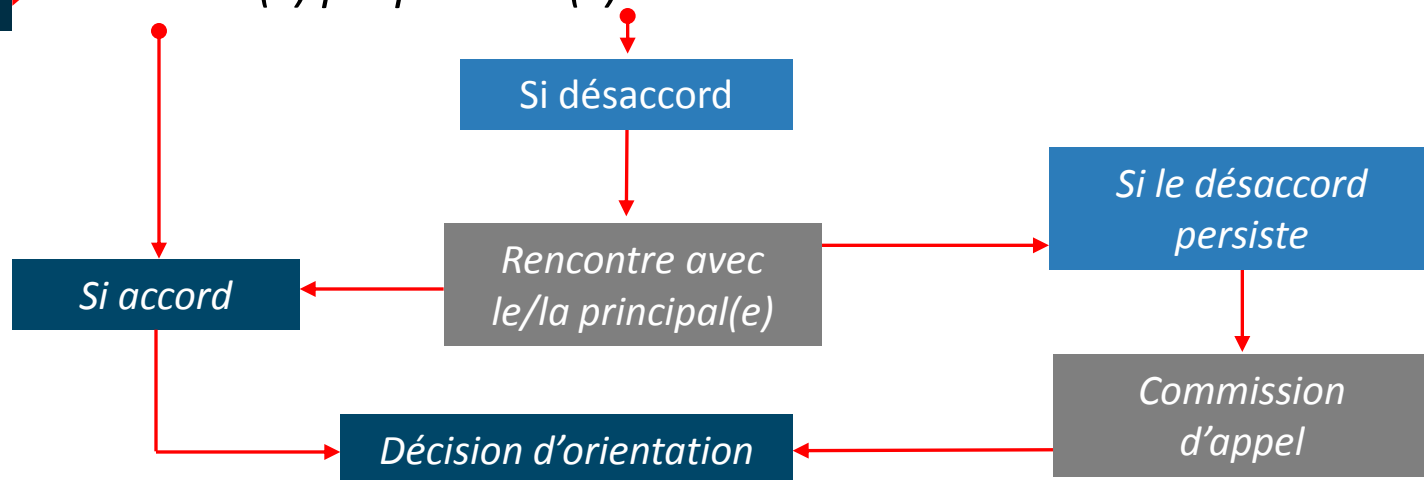 Si désaccord
Si le désaccord
persiste
Rencontre avec
le/la principal(e)
Si accord
Commission
d'appel
Décision d'orientation